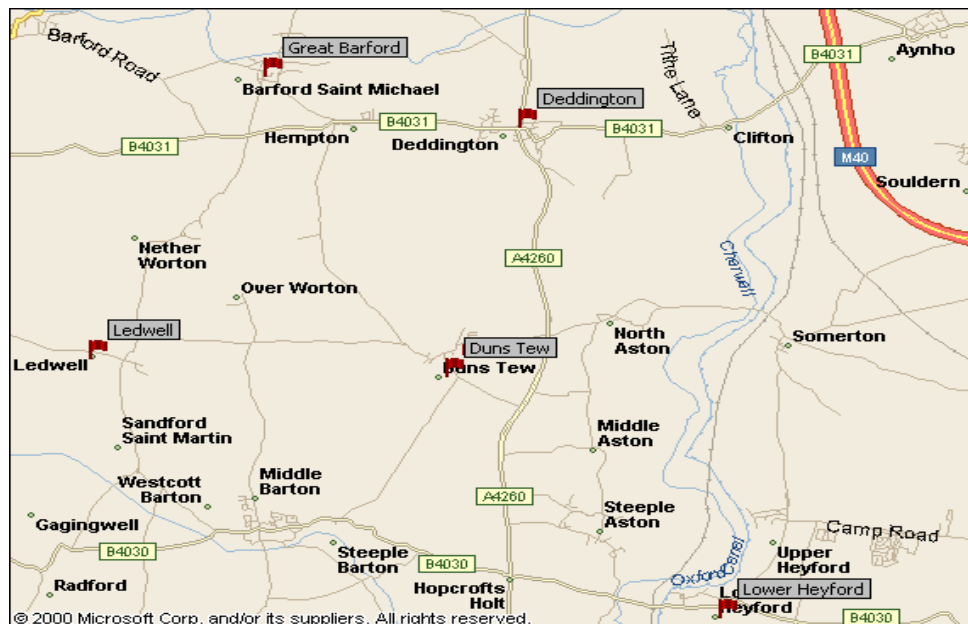 Barford Road
Great Barford
Barford Saint Michael
Aynho
B4031
Tithe Lane
Deddington
B4031
Hempton
B4031
Deddington
B4031
Clifton
M40
Souldern
Nether
Worton
A4260
Cherwell
Over Worton
Ledwell
Ledwell
Duns Tew
Duns Tew
North
Aston
Somerton
Sandford
Saint Martin
Middle
Aston
Westcott
Barton
Middle
Barton
A4260
Steeple
Aston
Gagingwell
Camp Road
B4030
Steeple
Barton
B4030
Upper
Heyford
Radford
Hopcrofts
Holt
Oxford Canal
Lower Heyford
Heyford
B4030
© 2000 Microsoft Corp. and/or its suppliers. All rights reserved.